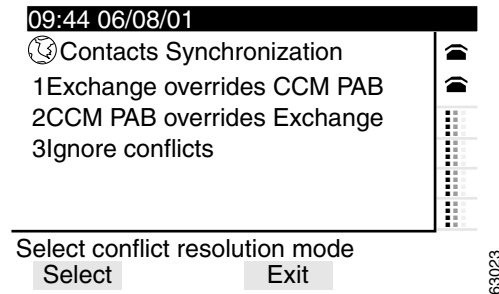 09:44 06/08/01
Contacts Synchronization
1Exchange overrides CCM PAB
2CCM PAB overrides Exchange
3Ignore conflicts
Select conflict resolution mode
Select Exit
63023